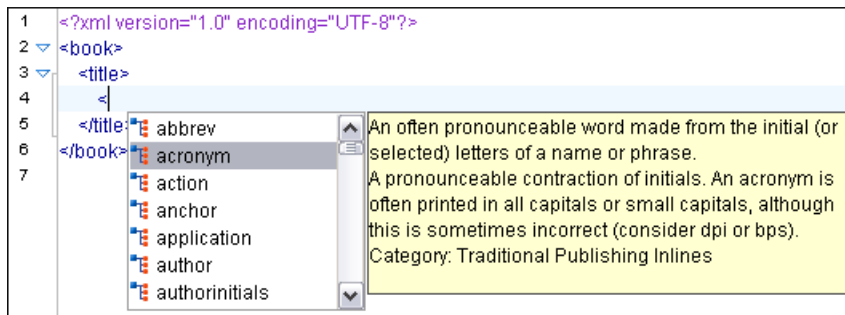 1 <?xml version="1.0" encoding="UTF-8"?>
2 <book>
3 <title>
4 <
5 </title>
6 </book>
7
abbrev
acronym
action
anchor
application
author
authorinitials
An often pronounceable word made from the initial (or
selected) letters of a name or phrase.
A pronounceable contraction of initials. An acronym is
often printed in all capitals or small capitals, although
this is sometimes incorrect (consider dpi or bps).
Category: Traditional Publishing Inlines